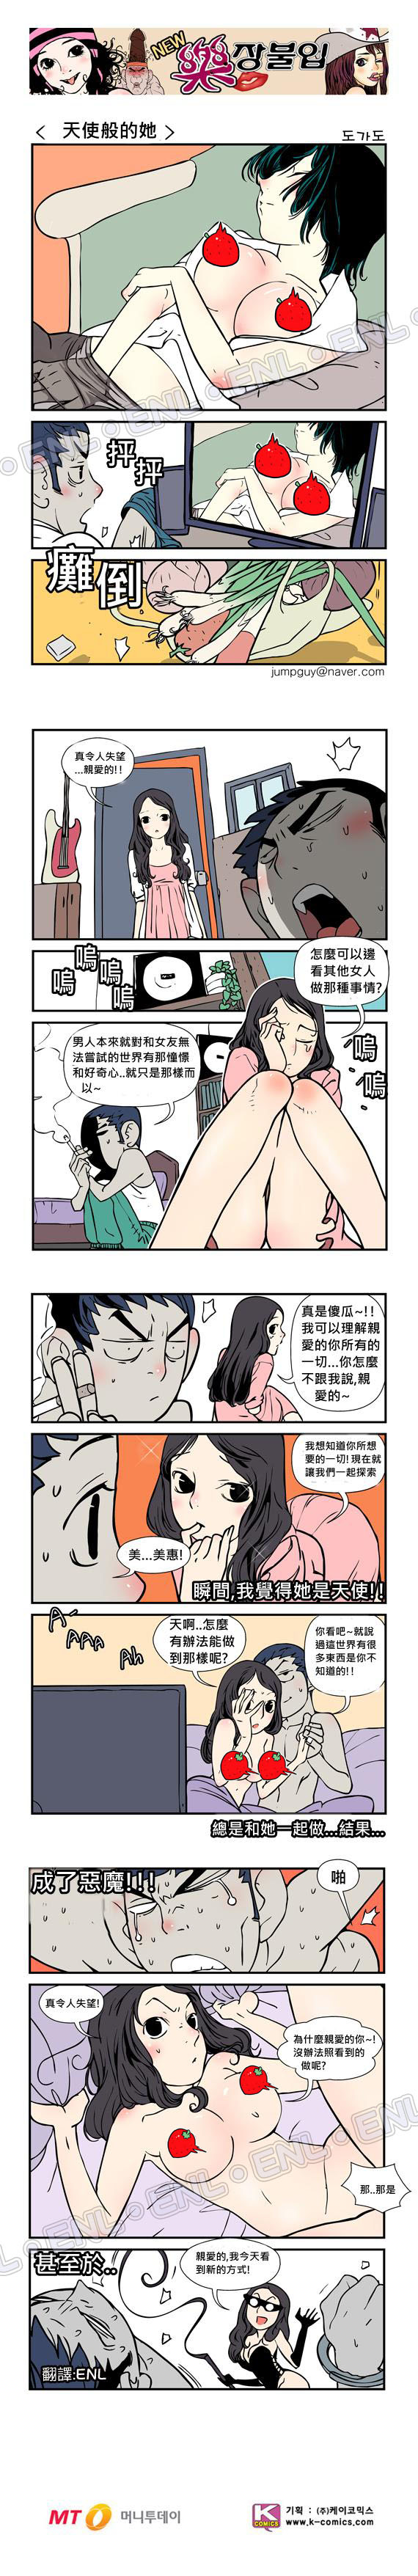 NEW 樂 장불입
< 天使般的她 >
도가도
ENL ENL ENL ENL
抨
抨
癱倒
jumpguy@naver.com
真令人失望
...親愛的!!
嗚
嗚
嗚
嗚
怎麼可以邊
看其他女人
做那種事情?
男人本來就對和女友無
法嘗試的世界有那憧憬
和好奇心..就只是那樣而
以~
嗚
嗚
真是傻瓜~!!
我可以理解親
愛的你所有的
一切...你怎麼
不跟我說,親
愛的~
我想知道你所想
要的一切!現在就
讓我們一起探索
美...美惠!
瞬間,我覺得她是天使!!
A~
AAA
Ah
天啊..怎麼
有辦法能做
到那樣呢?
你看吧~就說
過這世界有很
多東西是你不
知道的!!
總是和她一起做...結果...
成了惡魔!!!
啪
真令人失望!
為什麼親愛的你~!
沒辦法照看到的
做呢?
那..那是
ENL ENL ENL ENL
甚至於..
親愛的,我今天看
到新的方式!
翻譯:ENL
MT 머니투데이
K COMICS
기획 : (주)케이코믹스
www.k-comics.com